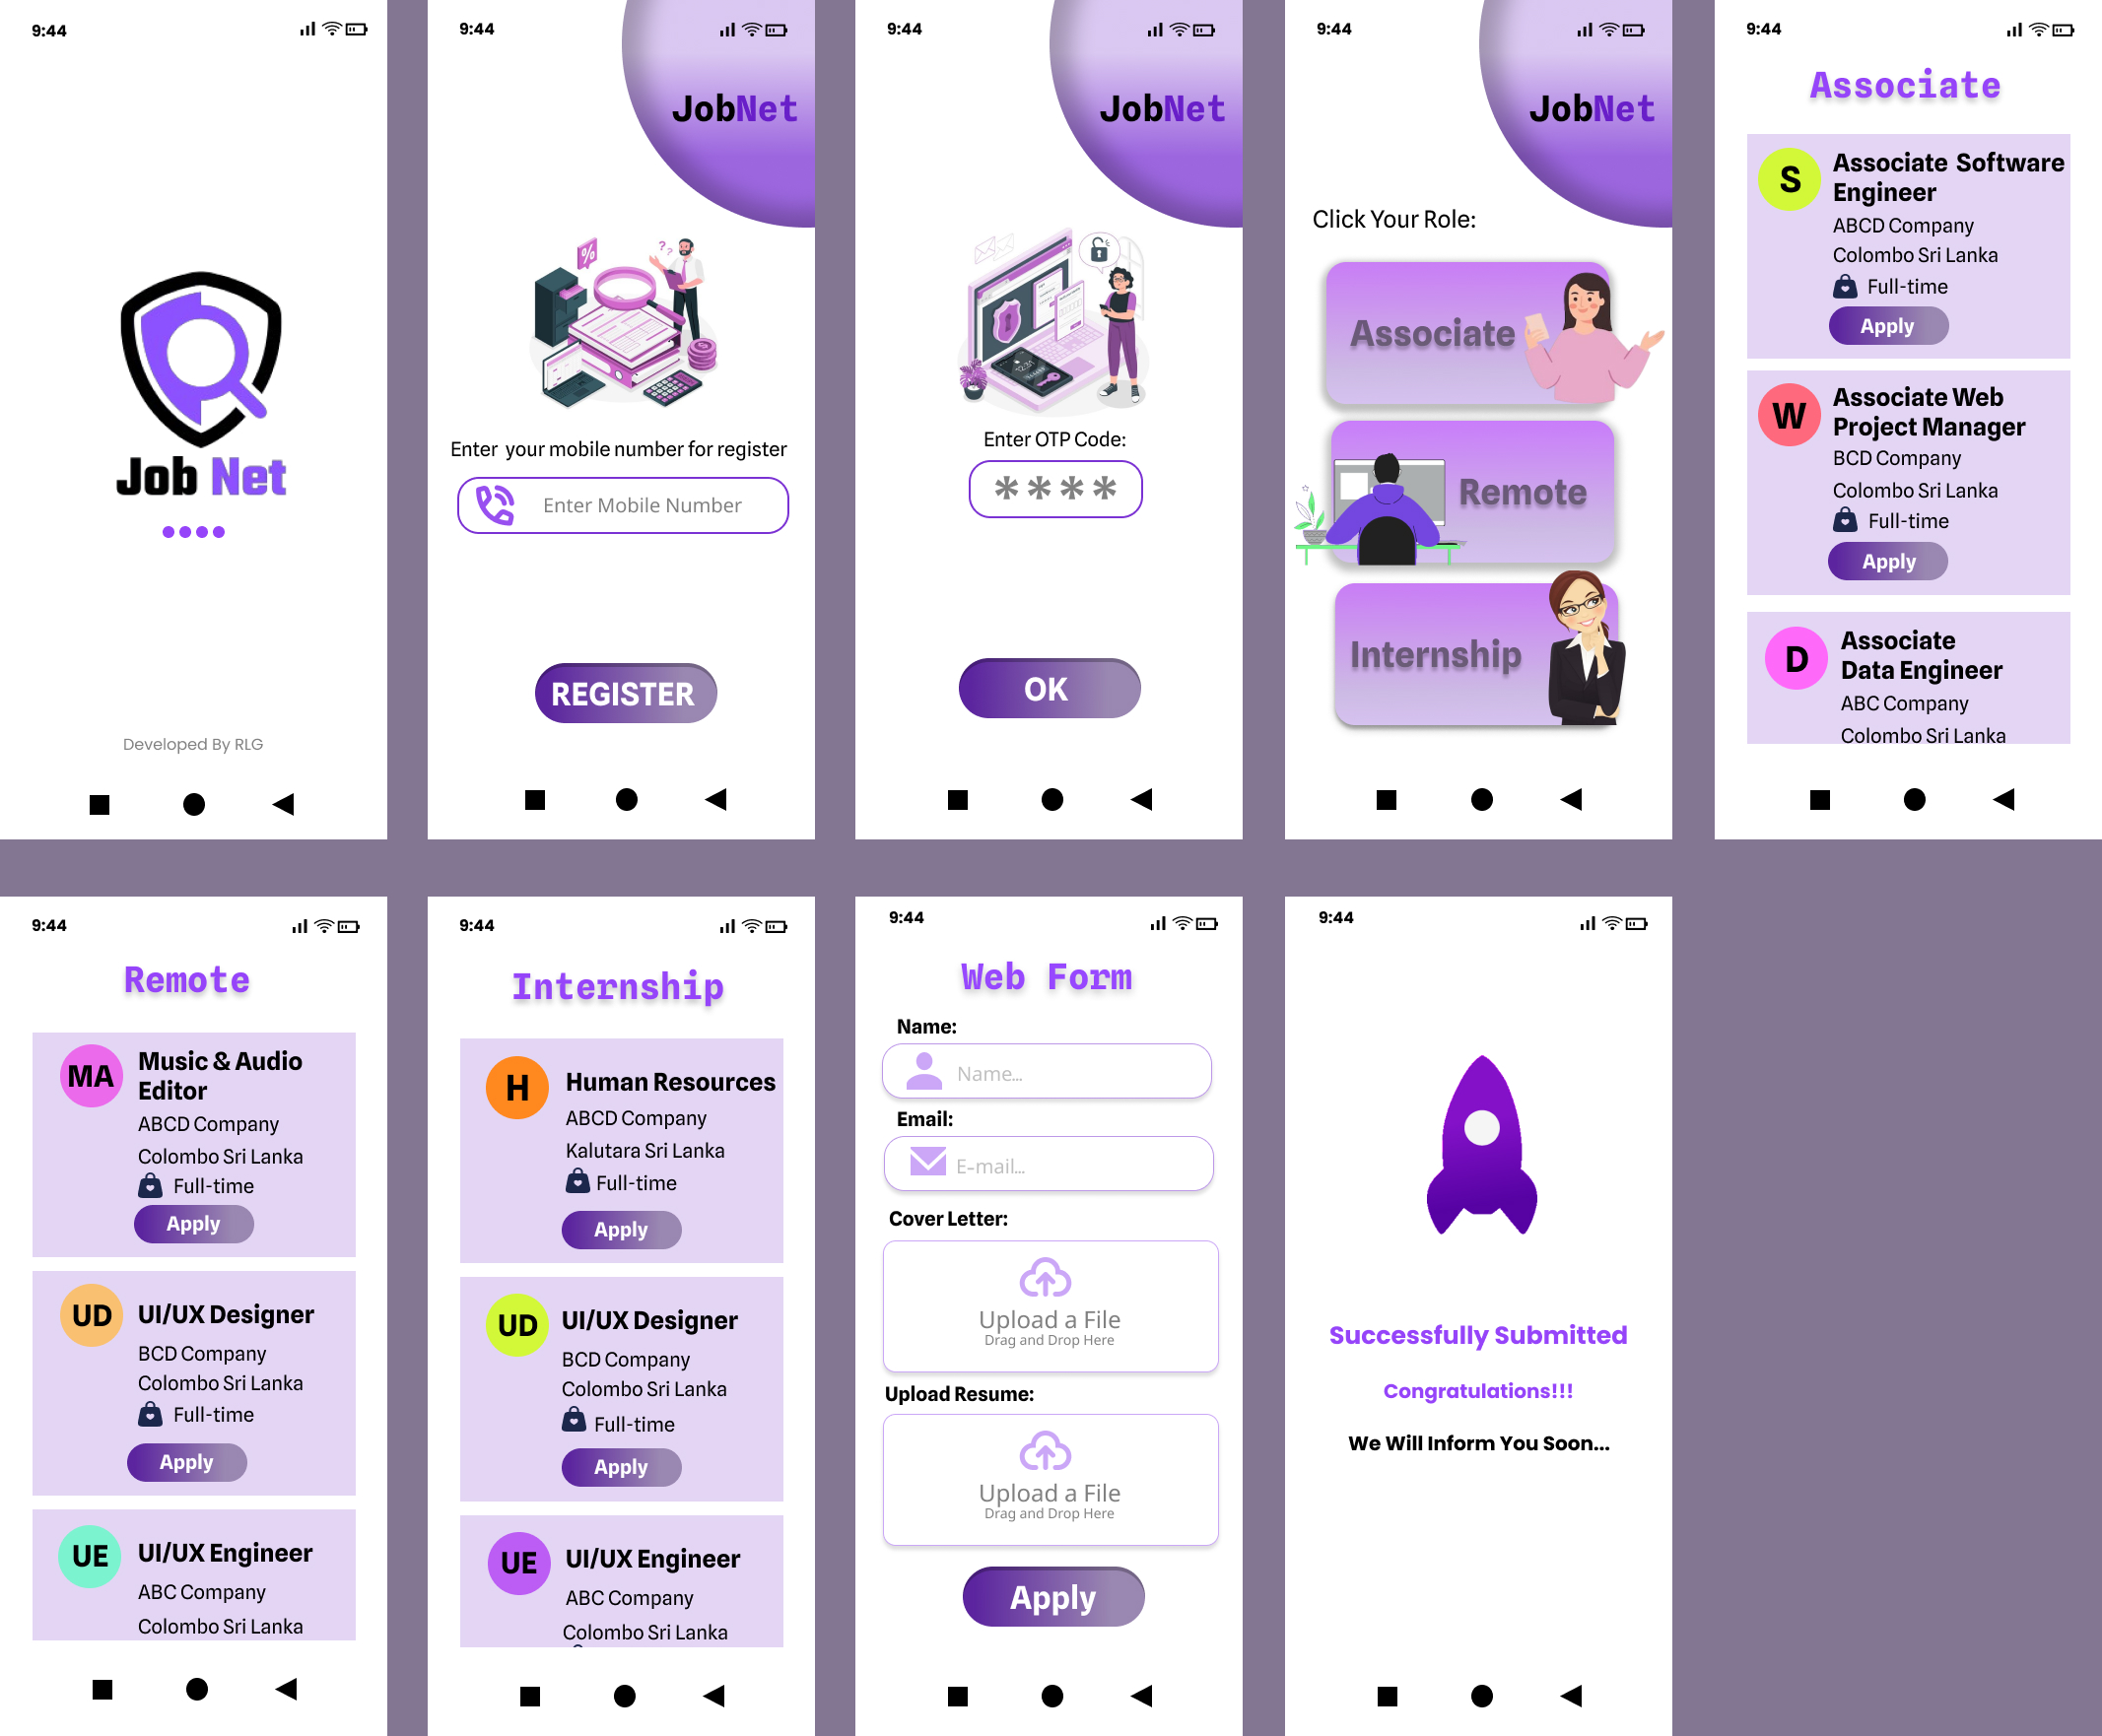 9:44
Job Net
Developed By RLG
9:44
JobNet
%
??
Enter  your mobile number for register
Enter Mobile Number
REGISTER
9:44
JobNet
12:21
Enter OTP Code:
* * * *
OK
9:44
JobNet
Click Your Role:
Associate
Remote
Internship
9:44
Associate
S
Associate  Software
Engineer
ABCD Company
Colombo Sri Lanka
Full-time
Apply
W
Associate Web
Project Manager
BCD Company
Colombo Sri Lanka
Full-time
Apply
D
Associate
Data Engineer
ABC Company
Colombo Sri Lanka
9:44
Remote
MA
Music & Audio
Editor
ABCD Company
Colombo Sri Lanka
Full-time
Apply
UD
UI/UX Designer
BCD Company
Colombo Sri Lanka
Full-time
Apply
UE
UI/UX Engineer
ABC Company
Colombo Sri Lanka
9:44
Internship
H
Human Resources
ABCD Company
Kalutara Sri Lanka
Full-time
Apply
UD
UI/UX Designer
BCD Company
Colombo Sri Lanka
Full-time
Apply
UE
UI/UX Engineer
ABC Company
Colombo Sri Lanka
9:44
Web Form
Name:
Name...
Email:
E-mail...
Cover Letter:
Upload a File
Drag and Drop Here
Upload Resume:
Upload a File
Drag and Drop Here
Apply
9:44
Successfully Submitted
Congratulations!!!
We Will Inform You Soon...